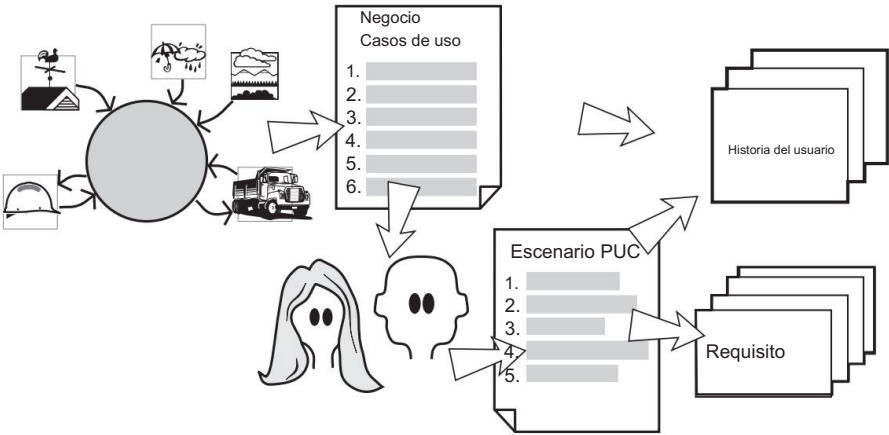 Negocio
Casos de uso
1.
2.
3.
4.
5.
6.
Historia del usuario
Escenario PUC
1.
2.
3.
4.
5.
Requisito